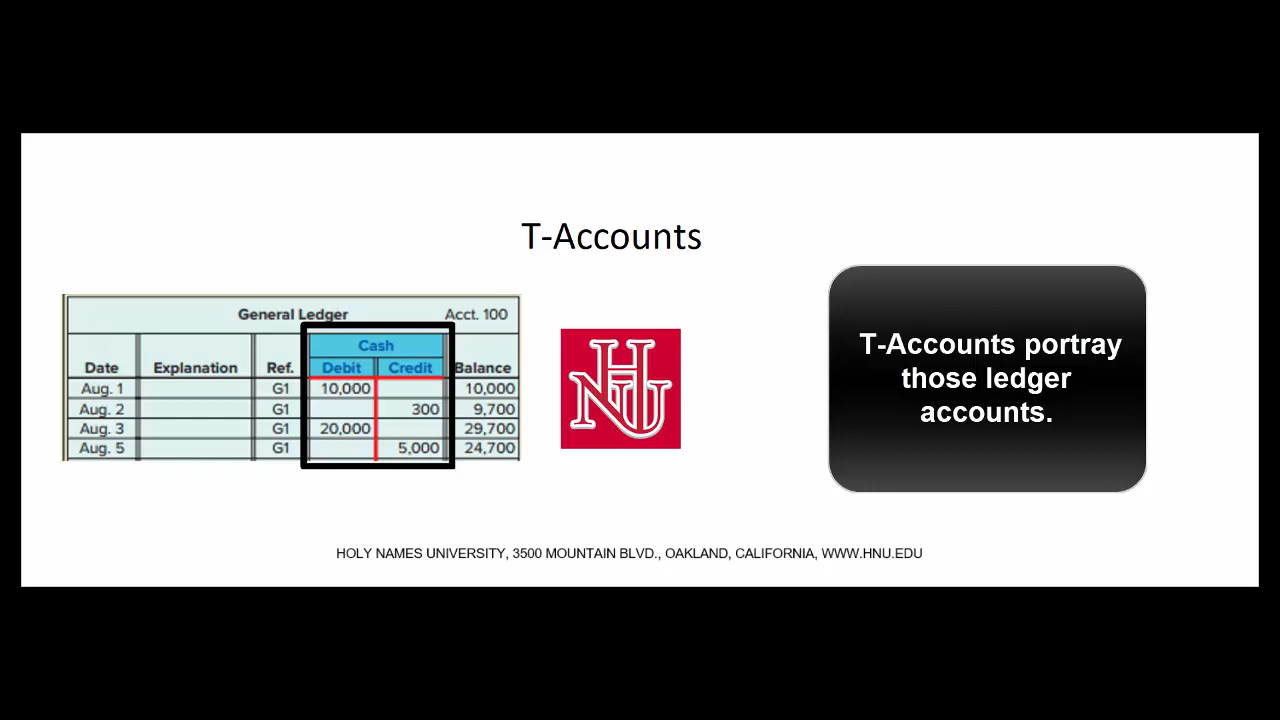 T-Accounts
General Ledger Acct. 100
Cash
Date Explanation Ref. Debit Credit Balance
Aug. 1 G1 10,000 10,000
Aug. 2 G1 300 9,700
Aug. 3 G1 20,000 29,700
Aug. 5 G1 5,000 24,700
HNU
T-Accounts portray
those ledger
accounts.
HOLY NAMES UNIVERSITY, 3500 MOUNTAIN BLVD., OAKLAND, CALIFORNIA, WWW.HNU.EDU